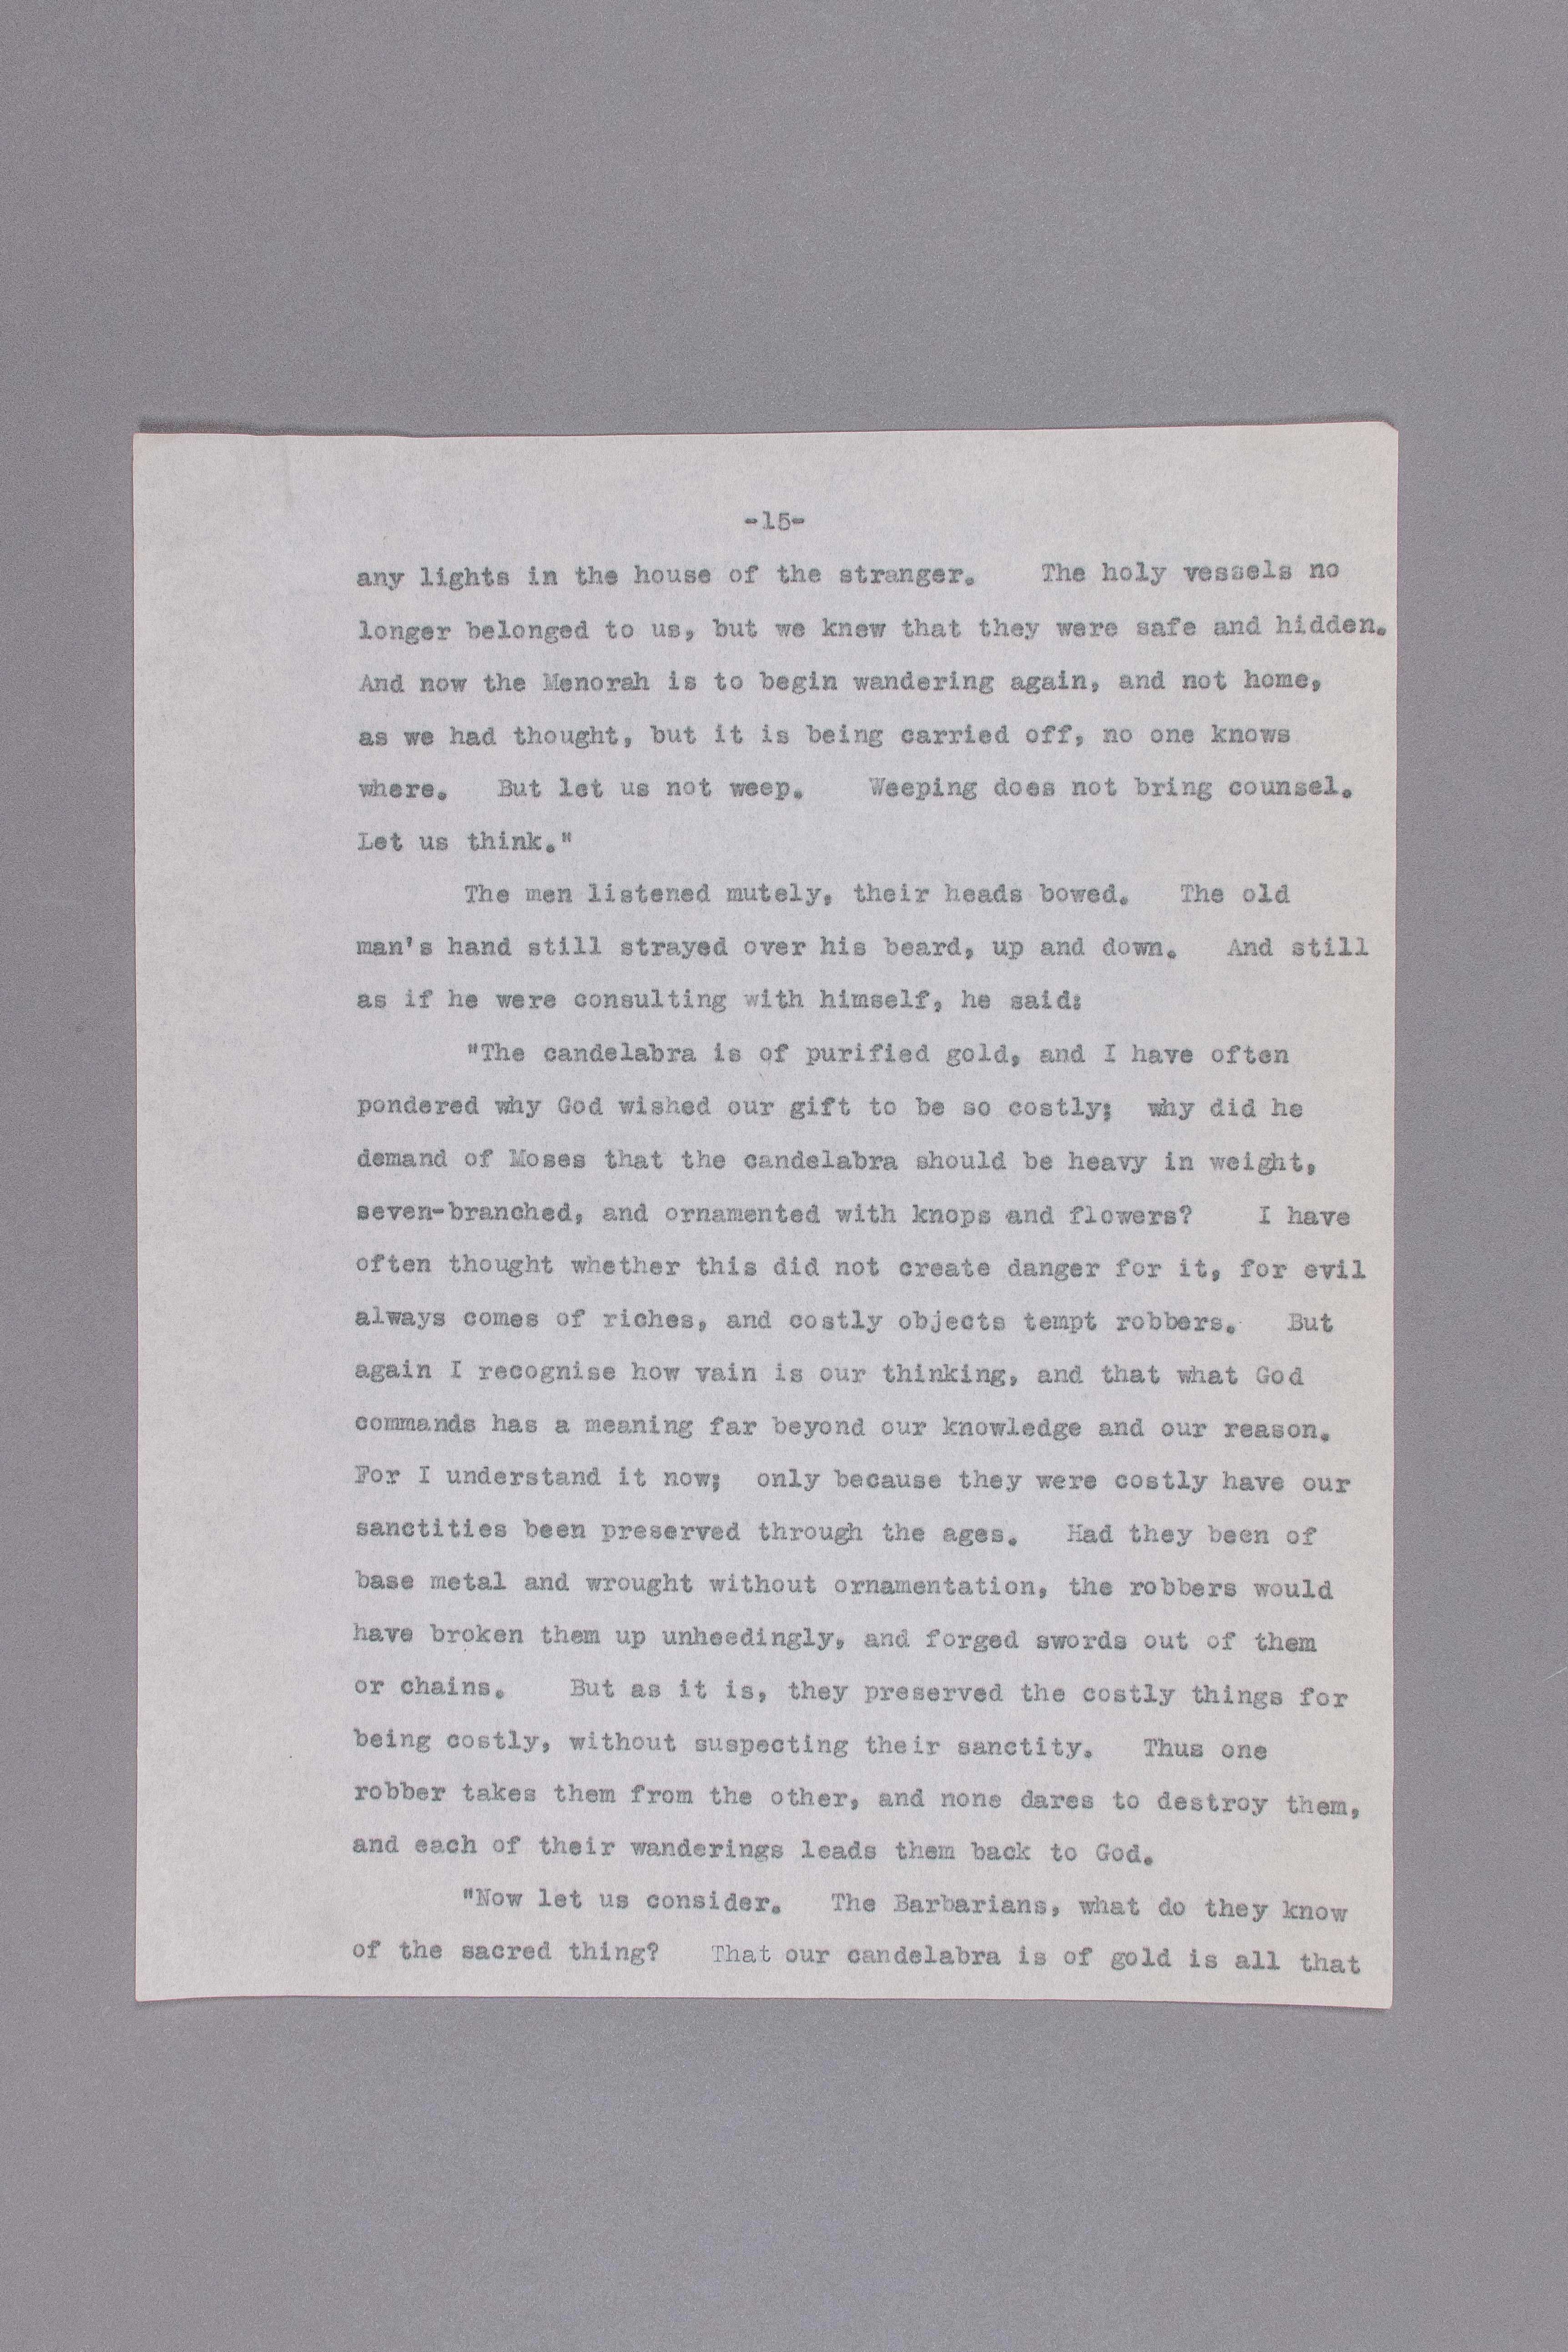 -15-
any lights in the house of the stranger. The holy vessels no
longer belonged to us, but we knew that they were safe and hidden.
And now the Menorah is to begin wandering again, and not home,
as we had thought, but it is being carried off, no one knows
where. But let us not weep. Weeping does not bring counsel.
Let us think."
The men listened mutely, their heads bowed. The old
man's hand still strayed over his beard, up and down. And still
as if he were consulting with himself, he said:
"The candelabra is of purified gold, and I have often
pondered why God wished our gift to be so costly; why did he
demand of Moses that the candelabra should be heavy in weight,
seven-branched, and ornamented with knops and flowers? I have
often thought whether this did not create danger for it, for evil
always comes of riches, and costly objects tempt robbers. But
again I recognise how vain is our thinking, and that what God
commands has a meaning far beyond our knowledge and our reason.
For I understand it now; only because they were costly have our
sanctities been preserved through the ages. Had they been of
base metal and wrought without ornamentation, the robbers would
have broken them up unheedingly, and forged swords out of them
or chains. But as it is, they preserved the costly things for
being costly, without suspecting their sanctity. Thus one
robber takes them from the other, and none dares to destroy them,
and each of their wanderings leads them back to God.
"Now let us consider. The Barbarians, what do they know
of the sacred thing? That our candelabra is of gold is all that